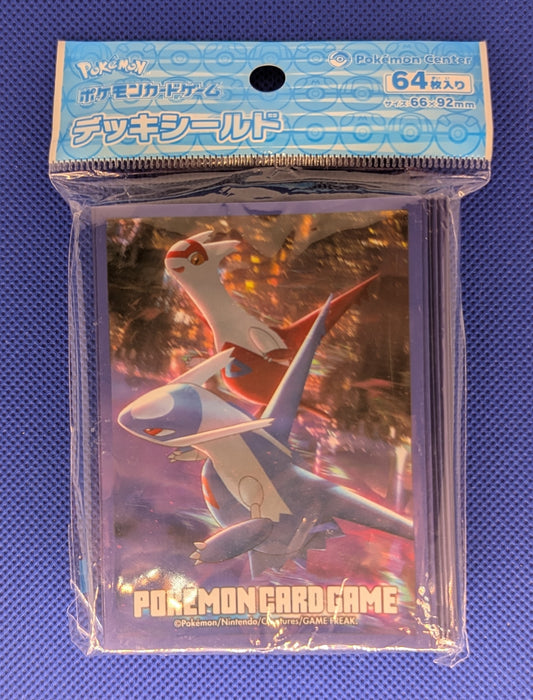 POKÉMON
ポケモンカードゲーム
デッキシールド
Pokémon Center
64枚入り
サイズ 66×92mm
POKÉMON CARD GAME
©Pokémon/Nintendo/Creatures/GAME FREAK.